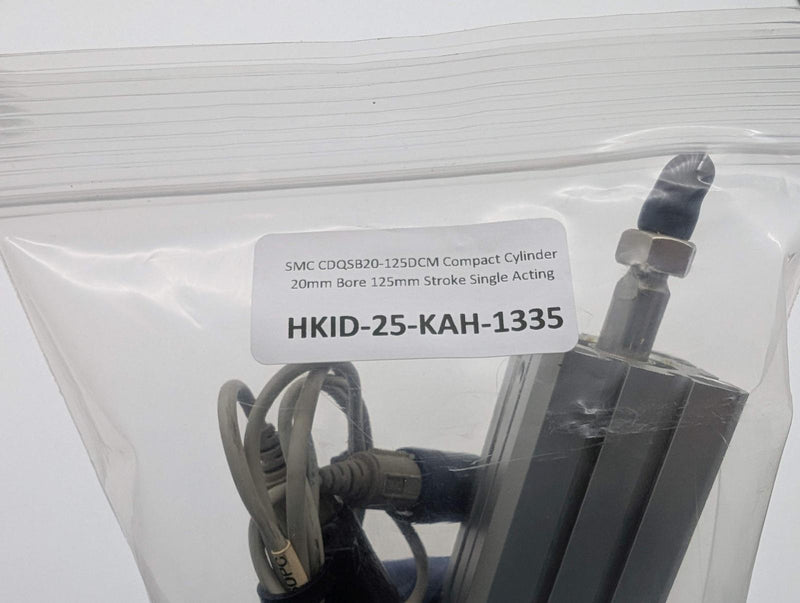 SMC CDQSB20-125DCM Compact Cylinder
20mm Bore 125mm Stroke Single Acting
HKID-25-KAH-1335